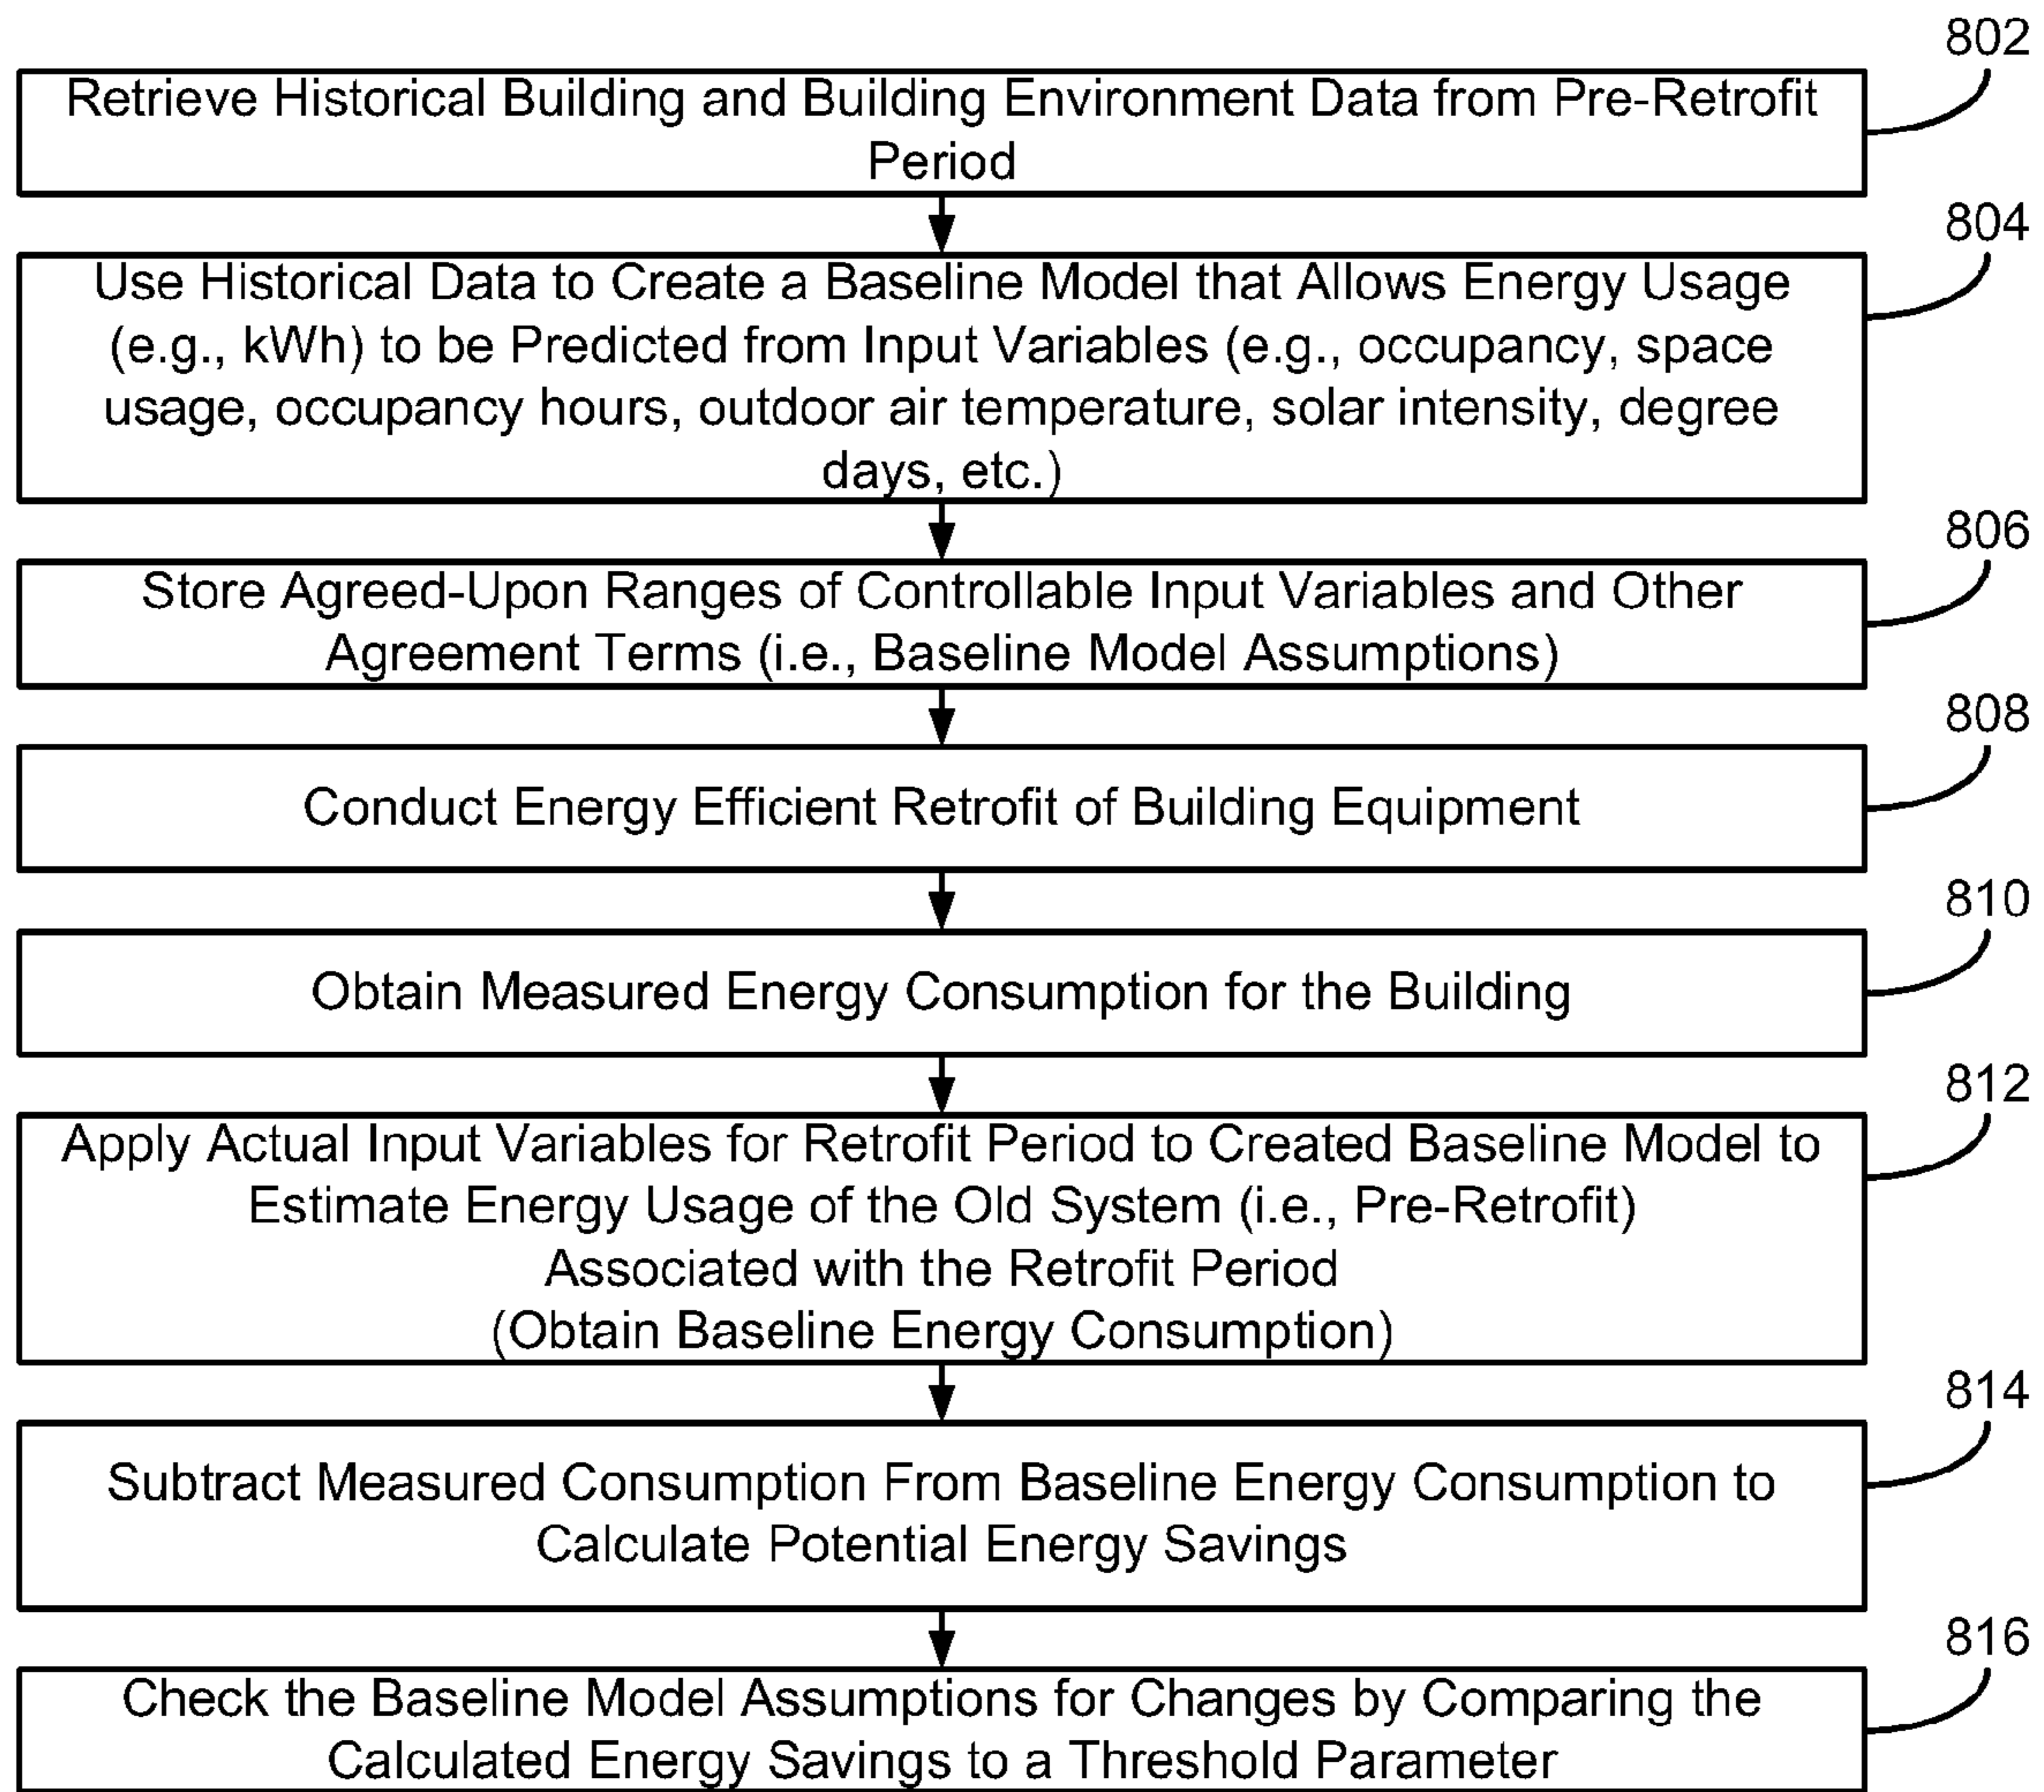 802
Retrieve Historical Building and Building Environment Data from Pre-Retrofit
Period
804
Use Historical Data to Create a Baseline Model that Allows Energy Usage
(e.g., kWh) to be Predicted from Input Variables (e.g., occupancy, space
usage, occupancy hours, outdoor air temperature, solar intensity, degree
days, etc.)
806
Store Agreed-Upon Ranges of Controllable Input Variables and Other
Agreement Terms (i.e., Baseline Model Assumptions)
808
Conduct Energy Efficient Retrofit of Building Equipment
810
Obtain Measured Energy Consumption for the Building
812
Apply Actual Input Variables for Retrofit Period to Created Baseline Model to
Estimate Energy Usage of the Old System (i.e., Pre-Retrofit)
Associated with the Retrofit Period
(Obtain Baseline Energy Consumption)
814
Subtract Measured Consumption From Baseline Energy Consumption to
Calculate Potential Energy Savings
816
Check the Baseline Model Assumptions for Changes by Comparing the
Calculated Energy Savings to a Threshold Parameter